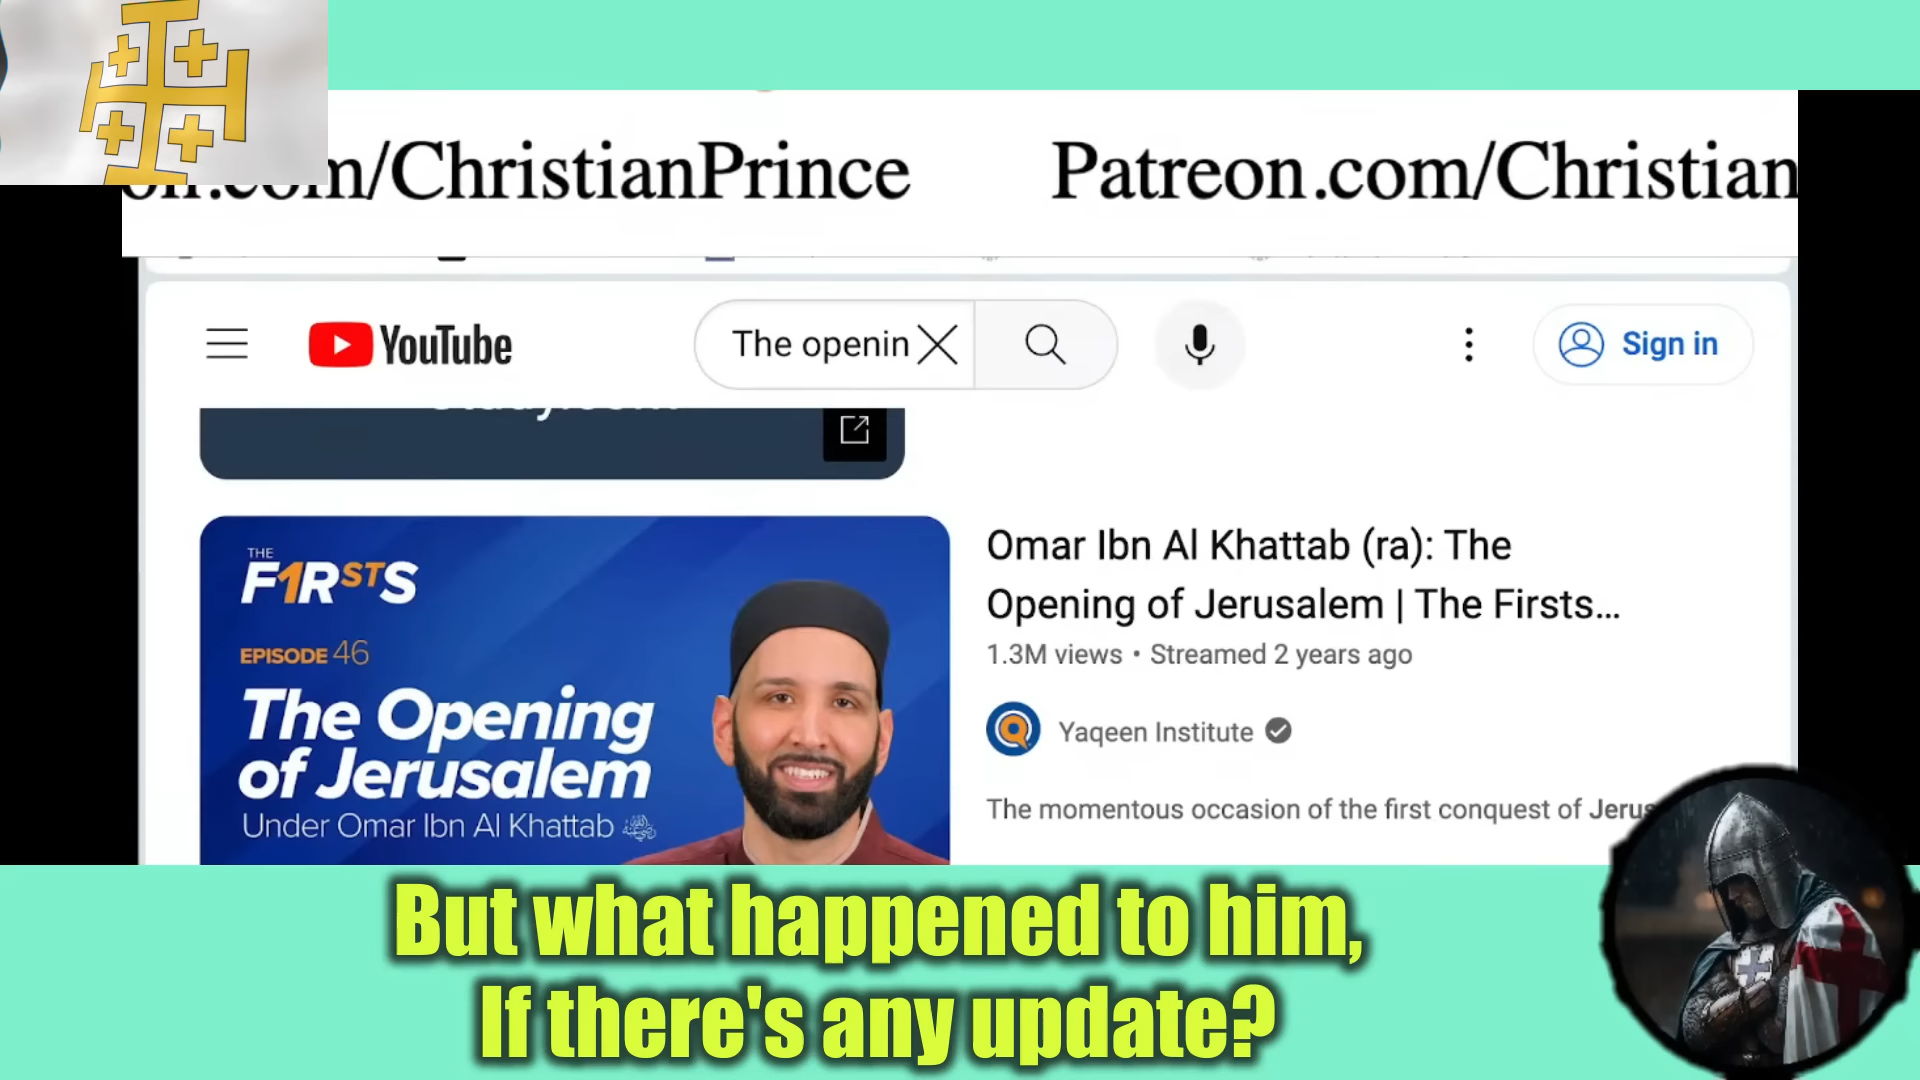 m/ChristianPrince Patreon.com/Christian
YouTube
The openin
Sign in
THE
F1RSTS
EPISODE 46
The Opening
of Jerusalem
Under Omar Ibn Al Khattab
Omar Ibn Al Khattab (ra): The
Opening of Jerusalem | The Firsts...
1.3M views • Streamed 2 years ago
Yaqeen Institute
The momentous occasion of the first conquest of Jerus
But what happened to him,
If there's any update?